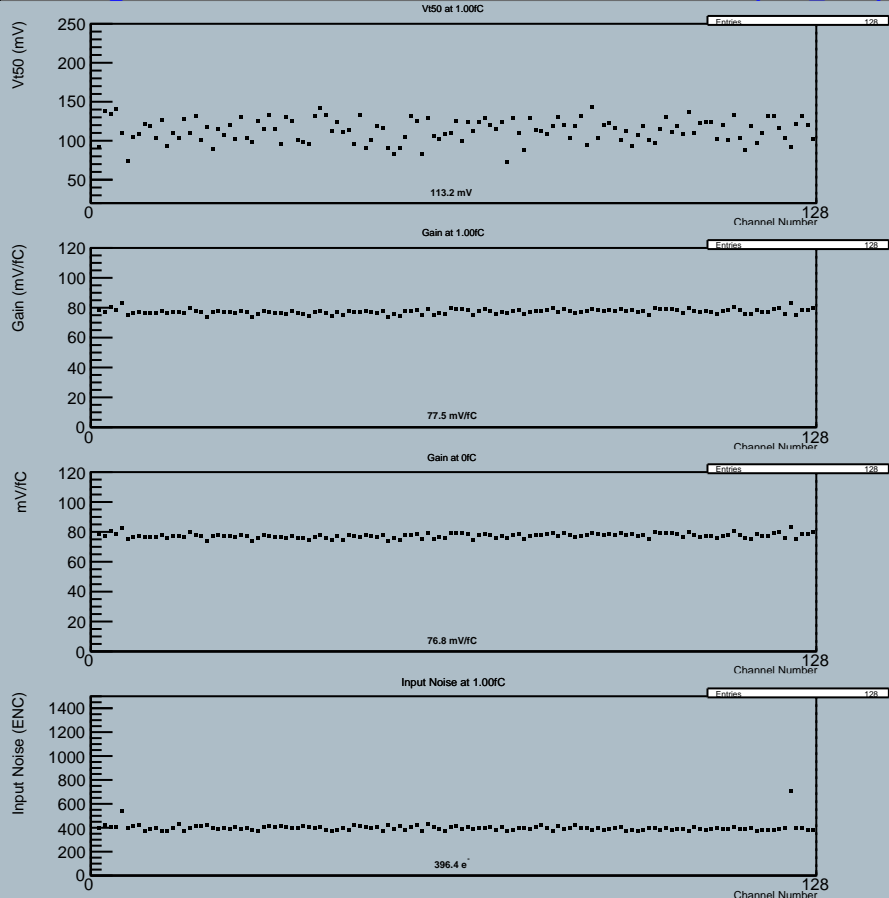 Vt50 at 1.00fC
Entries 128
Vt50 (mV)
250
200
150
100
50
113.2 mV
0 128
Channel Number
Gain at 1.00fC
Entries 128
Gain (mV/fC)
120
100
80
60
40
20
0
77.5 mV/fC
0 128
Channel Number
Gain at 0fC
Entries 128
mV/fC
120
100
80
60
40
20
0
76.8 mV/fC
0 128
Channel Number
Input Noise at 1.00fC
Entries 128
Input Noise (ENC)
1400
1200
1000
800
600
400
200
0
396.4 e-
0 128
Channel Number